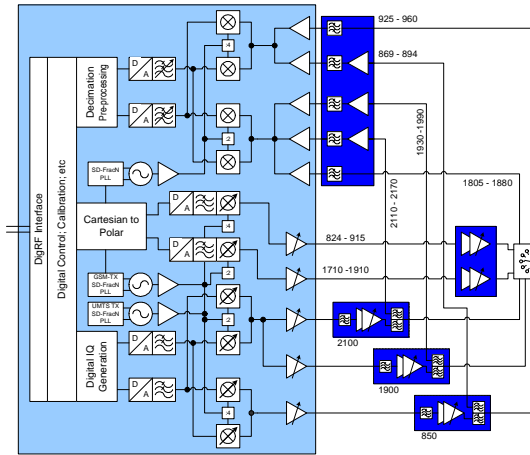 DigRF Interface
Digital Control; Calibration; etc
Decimation
Pre-processing
D
A
D
A
:4
:2
SD-FracN
PLL
Cartesian to
Polar
D
A
D
A
:4
:2
GSM-TX
SD-FracN
PLL
UMTS TX
SD-FracN
PLL
:2
Digital IQ
Generation
D
A
D
A
:4
925 - 960
869 - 894
1930 -1990
2110 - 2170
1805 - 1880
824 - 915
1710 -1910
2100
1900
850